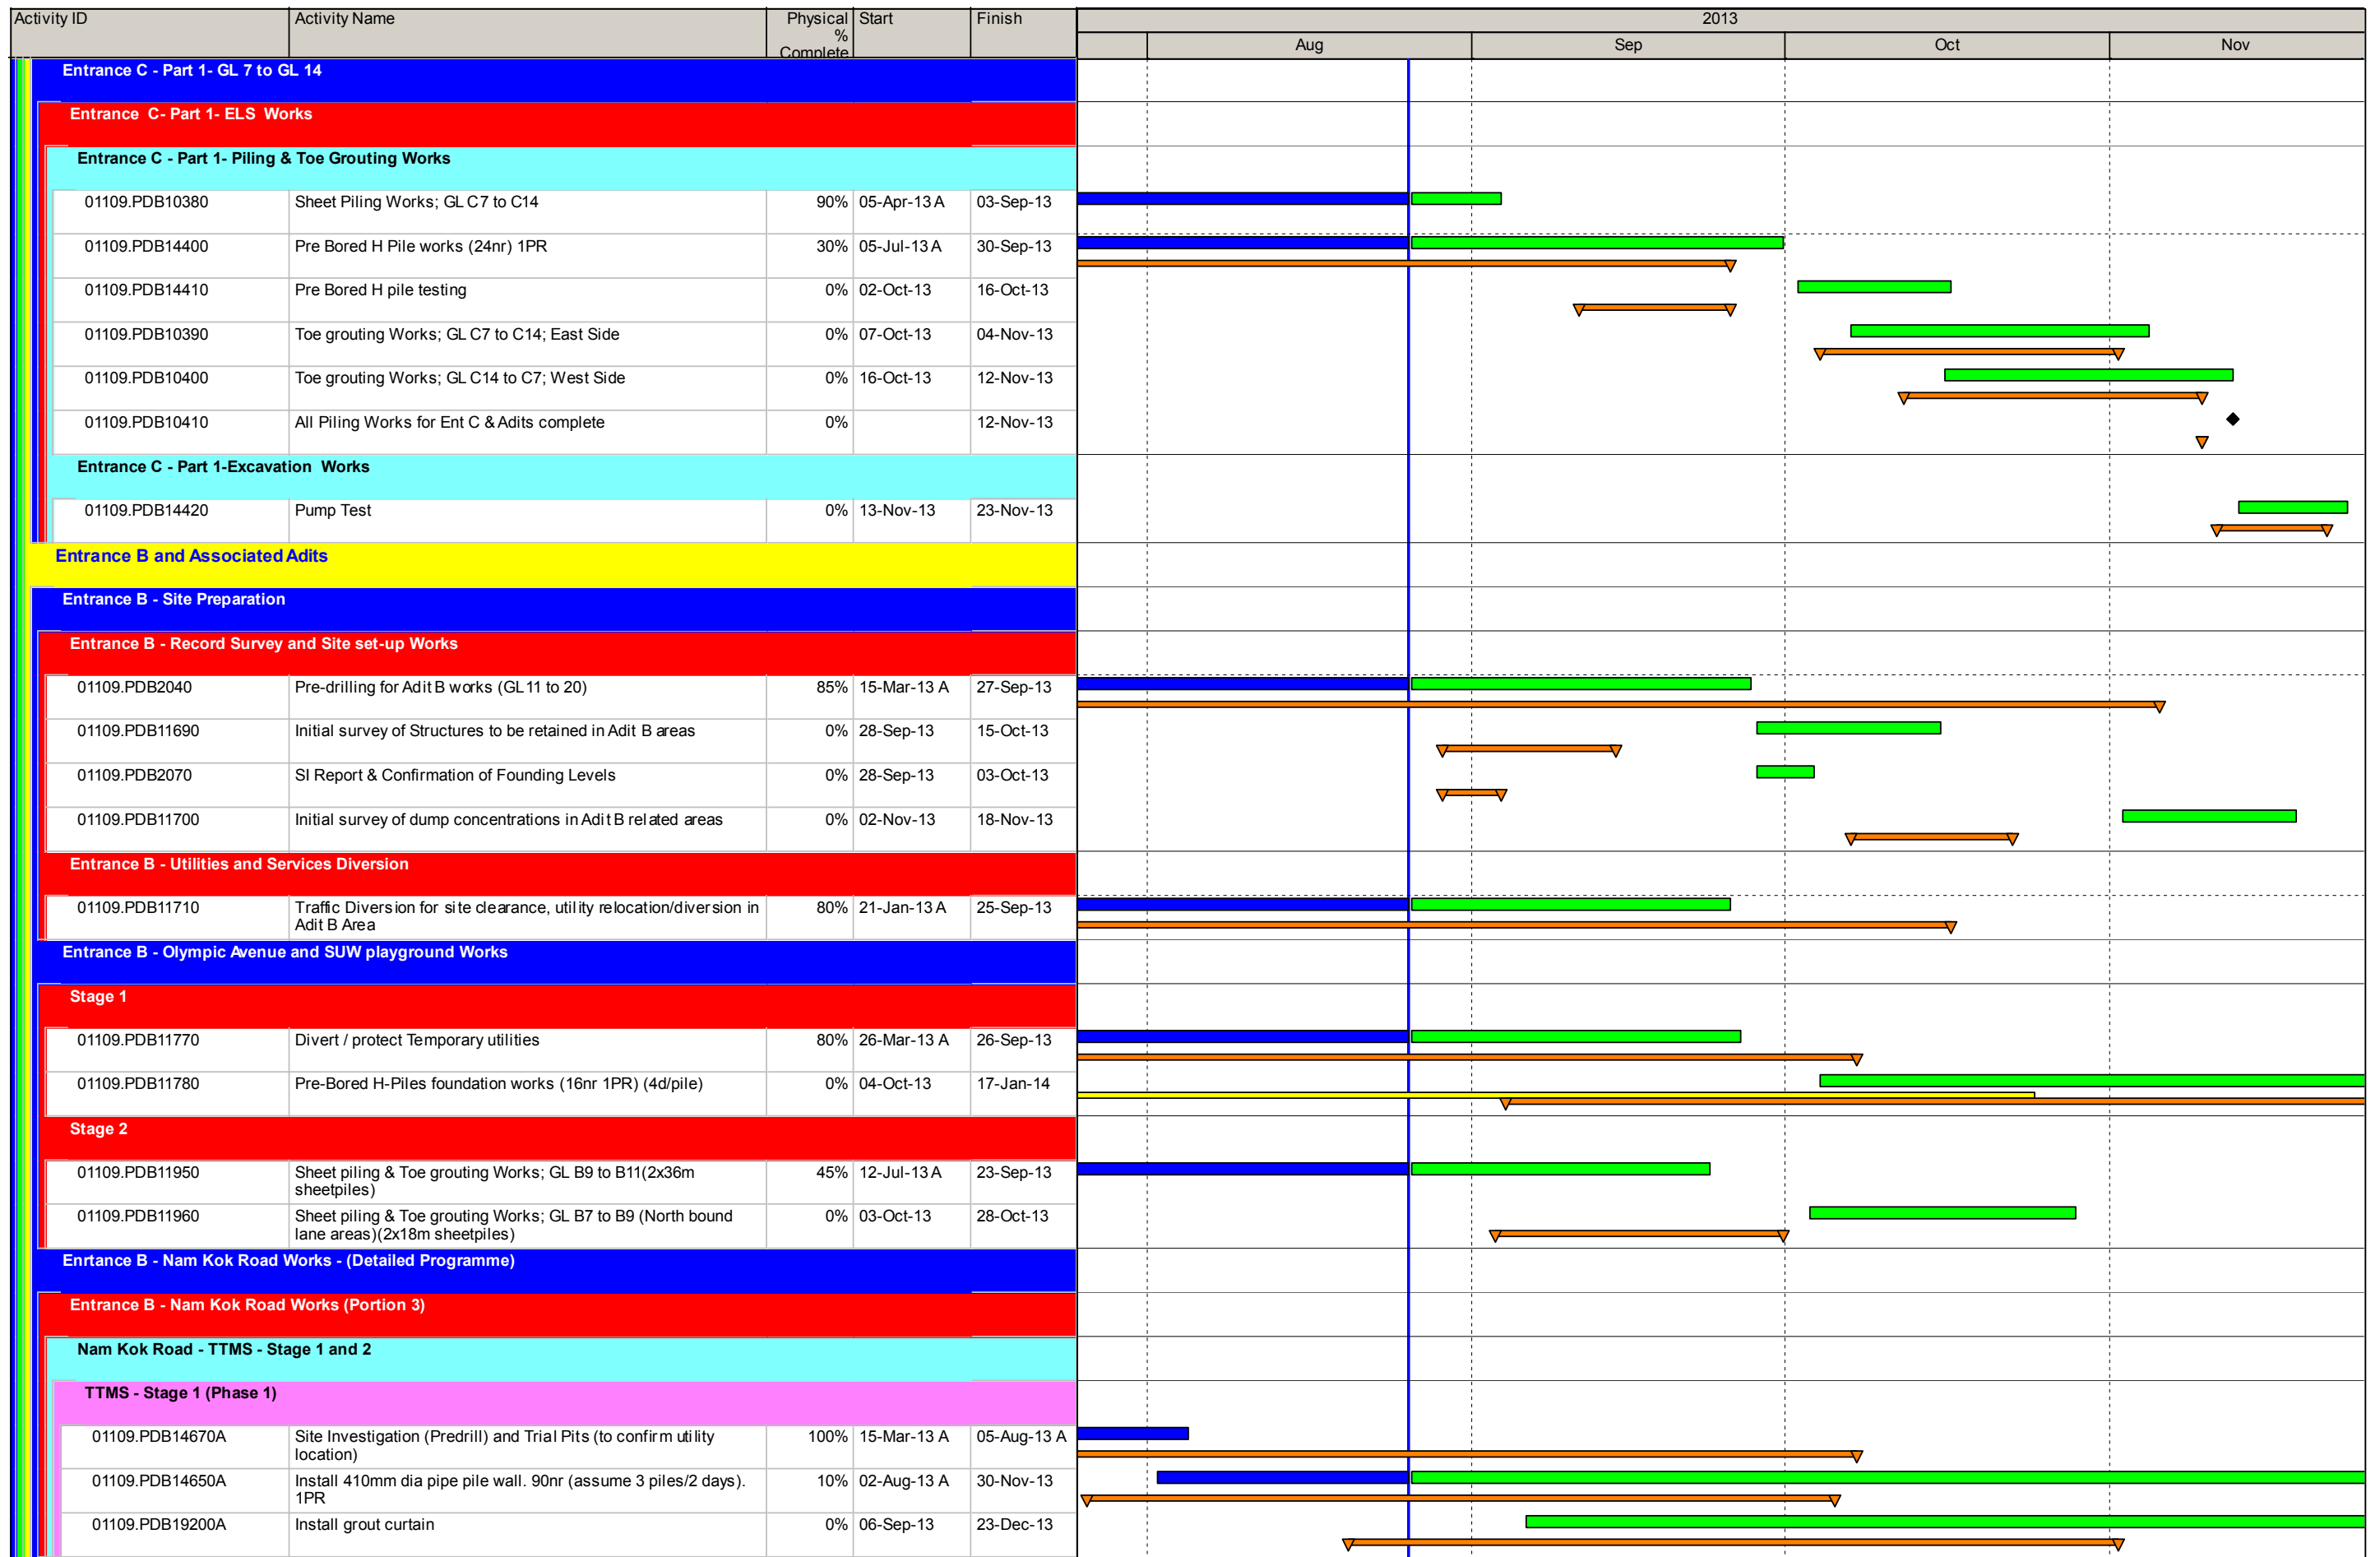 Activity ID Activity Name Physical % Complete Start Finish 2013
Aug Sep Oct Nov
Entrance C - Part 1- GL 7 to GL 14
Entrance C- Part 1- ELS Works
Entrance C - Part 1- Piling & Toe Grouting Works
01109.PDB10380 Sheet Piling Works; GL C7 to C14 90% 05-Apr-13 A 03-Sep-13
01109.PDB14400 Pre Bored H Pile works (24nr) 1PR 30% 05-Jul-13 A 30-Sep-13
01109.PDB14410 Pre Bored H pile testing 0% 02-Oct-13 16-Oct-13
01109.PDB10390 Toe grouting Works; GL C7 to C14; East Side 0% 07-Oct-13 04-Nov-13
01109.PDB10400 Toe grouting Works; GL C14 to C7; West Side 0% 16-Oct-13 12-Nov-13
01109.PDB10410 All Piling Works for Ent C & Adits complete 0% 12-Nov-13
Entrance C - Part 1-Excavation Works
01109.PDB14420 Pump Test 0% 13-Nov-13 23-Nov-13
Entrance B and Associated Adits
Entrance B - Site Preparation
Entrance B - Record Survey and Site set-up Works
01109.PDB2040 Pre-drilling for Adit B works (GL 11 to 20) 85% 15-Mar-13 A 27-Sep-13
01109.PDB11690 Initial survey of Structures to be retained in Adit B areas 0% 28-Sep-13 15-Oct-13
01109.PDB2070 SI Report & Confirmation of Founding Levels 0% 28-Sep-13 03-Oct-13
01109.PDB11700 Initial survey of dump concentrations in Adit B related areas 0% 02-Nov-13 18-Nov-13
Entrance B - Utilities and Services Diversion
01109.PDB11710 Traffic Diversion for site clearance, utility relocation/diversion in 80% 21-Jan-13 A 25-Sep-13
Adit B Area
Entrance B - Olympic Avenue and SUW playground Works
Stage 1
01109.PDB11770 Divert / protect Temporary utilities 80% 26-Mar-13 A 26-Sep-13
01109.PDB11780 Pre-Bored H-Piles foundation works (16nr 1PR) (4d/pile) 0% 04-Oct-13 17-Jan-14
Stage 2
01109.PDB11950 Sheet piling & Toe grouting Works; GL B9 to B11(2x36m 45% 12-Jul-13 A 23-Sep-13
sheetpiles)
01109.PDB11960 Sheet piling & Toe grouting Works; GL B7 to B9 (North bound 0% 03-Oct-13 28-Oct-13
lane areas)(2x18m sheetpiles)
Enrtance B - Nam Kok Road Works - (Detailed Programme)
Entrance B - Nam Kok Road Works (Portion 3)
Nam Kok Road - TTMS - Stage 1 and 2
TTMS - Stage 1 (Phase 1)
01109.PDB14670A Site Investigation (Predrill) and Trial Pits (to confirm utility 100% 15-Mar-13 A 05-Aug-13 A
location)
01109.PDB14650A Install 410mm dia pipe pile wall. 90nr (assume 3 piles/2 days). 10% 02-Aug-13 A 30-Nov-13
1PR
01109.PDB19200A Install grout curtain 0% 06-Sep-13 23-Dec-13